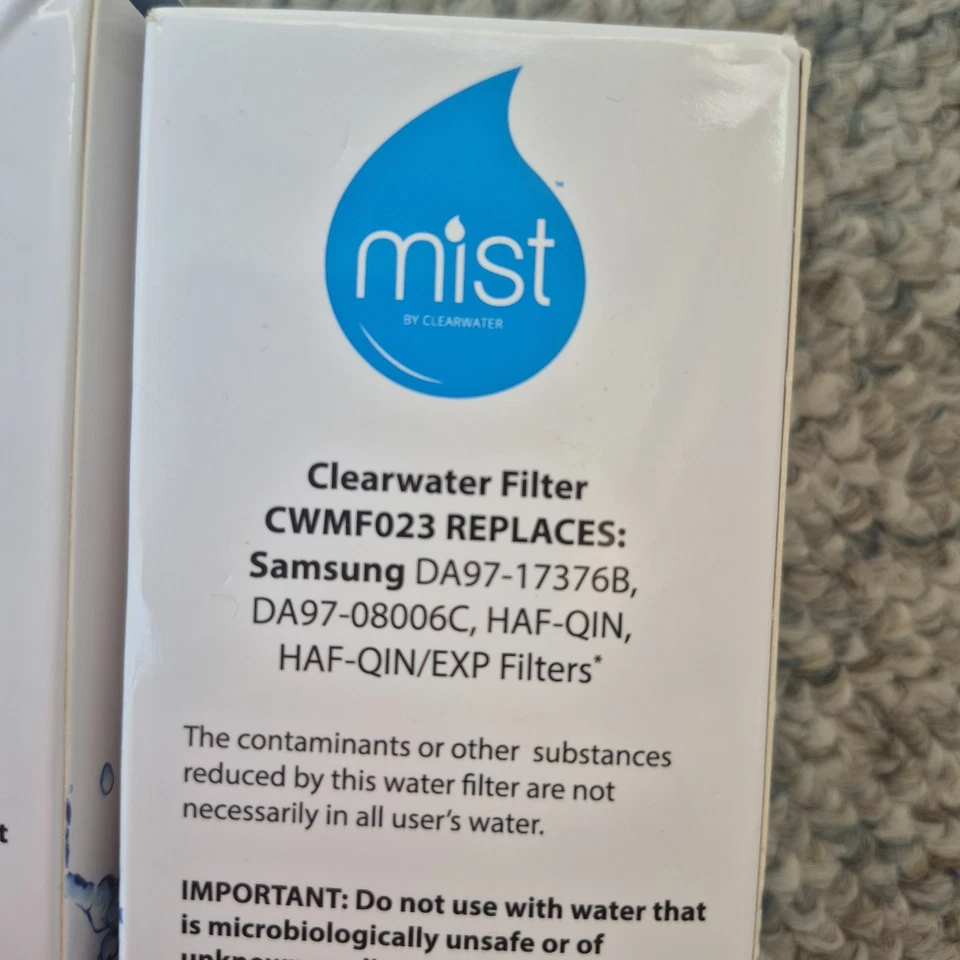 mist
™
BY CLEARWATER
Clearwater Filter
CWMF023 REPLACES:
Samsung DA97-17376B,
DA97-08006C, HAF-QIN,
HAF-QIN/EXP Filters*
The contaminants or other substances
reduced by this water filter are not
necessarily in all user's water.
IMPORTANT: Do not use with water that
is microbiologically unsafe or of
t